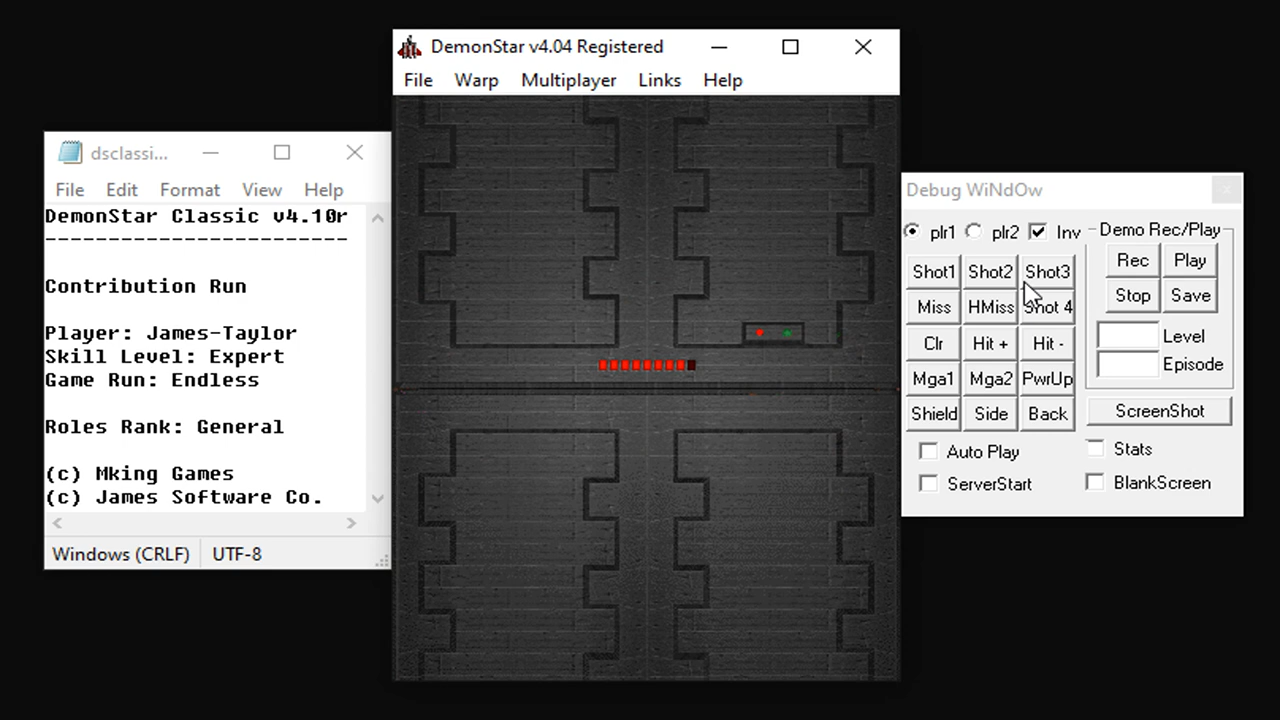 dsclassi...
File Edit Format View Help
DemonStar Classic v4.10r
------------------------
Contribution Run
Player: James-Taylor
Skill Level: Expert
Game Run: Endless
Roles Rank: General
(c) Mking Games
(c) James Software Co.
Windows (CRLF) UTF-8
DemonStar v4.04 Registered
File Warp Multiplayer Links Help
Debug WiNdOw
plr1 plr2 Inv
Shot1 Shot2 Shot3
Miss HMiss Shot 4
Clr Hit + Hit -
Mga1 Mga2 PwrUp
Shield Side Back
Auto Play
ServerStart
Demo Rec/Play
Rec Play
Stop Save
Level
Episode
ScreenShot
Stats
BlankScreen